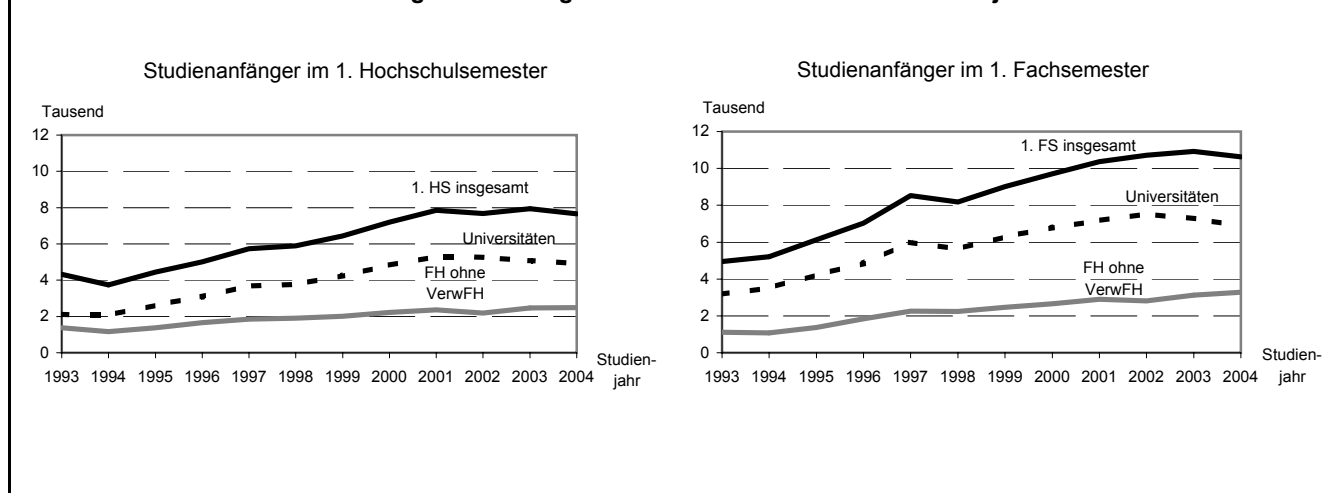 Studienanfänger im 1. Hochschulsemester
Tausend
12
10
8
6
4
2
0
1. HS insgesamt
Universitäten
FH ohne
VerwFH
1993 1994 1995 1996 1997 1998 1999 2000 2001 2002 2003 2004
Studien-
jahr
Studienanfänger im 1. Fachsemester
Tausend
12
10
8
6
4
2
0
1. FS insgesamt
Universitäten
FH ohne
VerwFH
1993 1994 1995 1996 1997 1998 1999 2000 2001 2002 2003 2004
Studien-
jahr